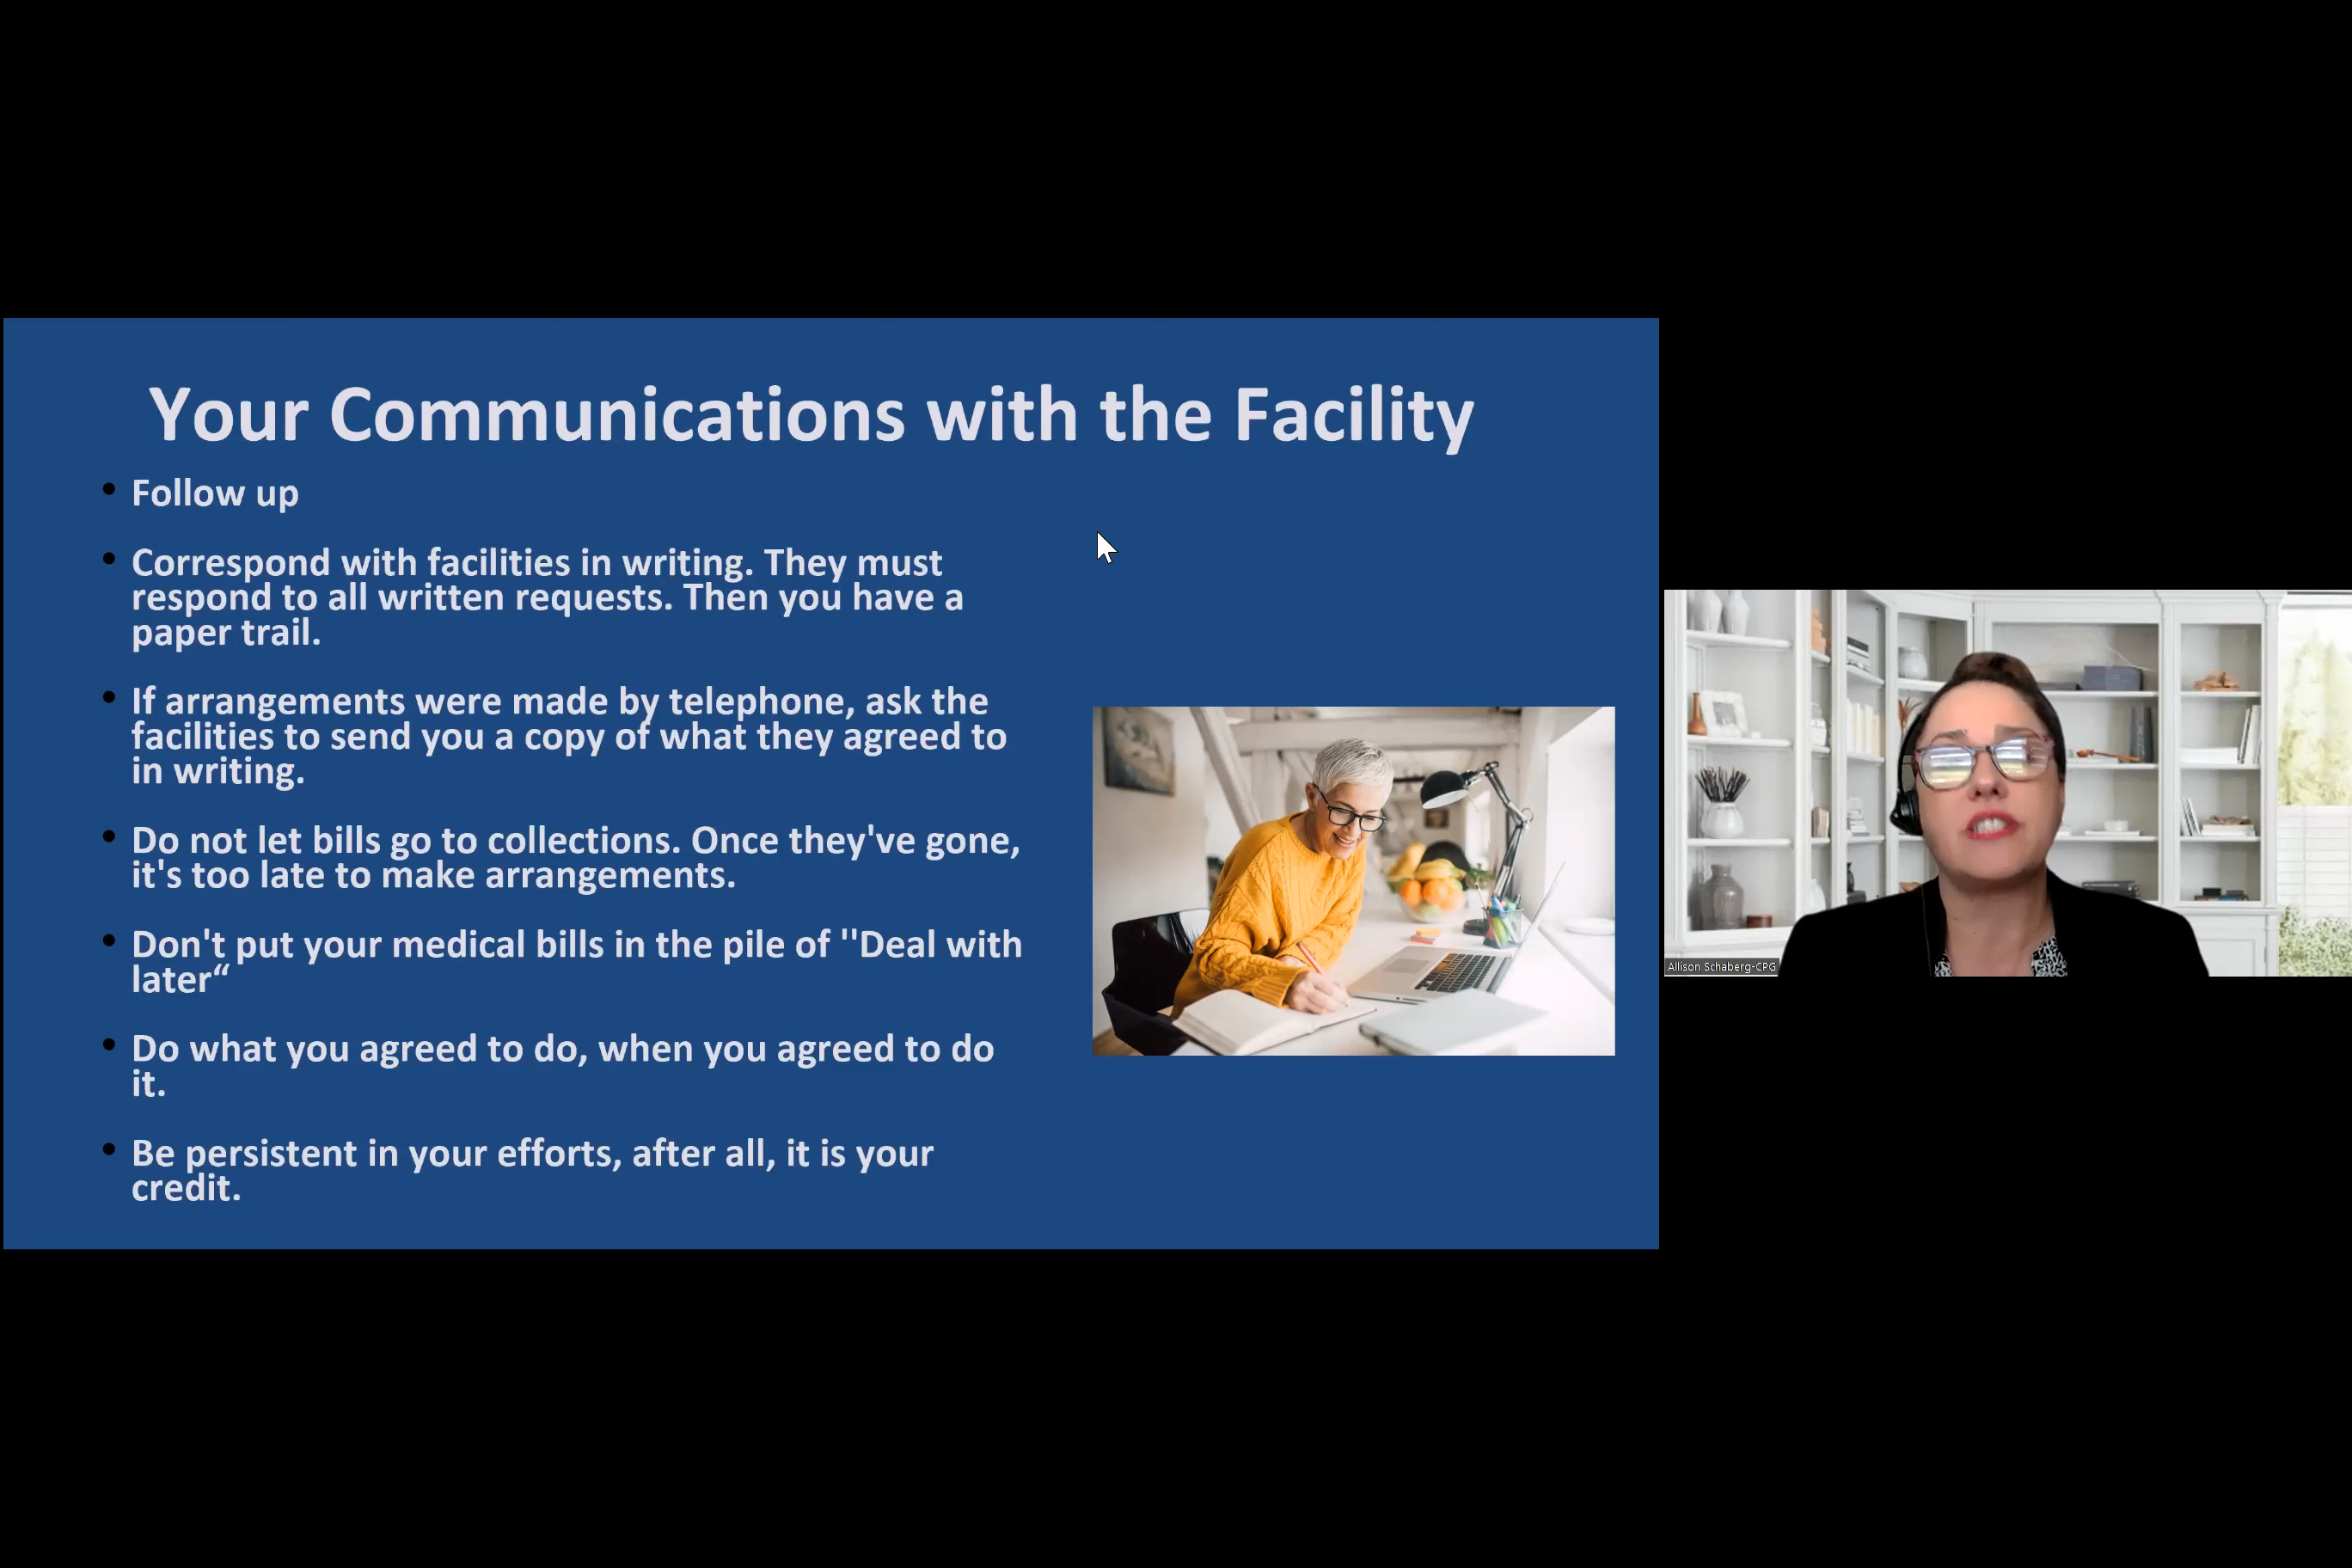 Your Communications with the Facility
• Follow up
• Correspond with facilities in writing. They must
respond to all written requests. Then you have a
paper trail.
• If arrangements were made by telephone, ask the
facilities to send you a copy of what they agreed to
in writing.
• Do not let bills go to collections. Once they've gone,
it's too late to make arrangements.
• Don't put your medical bills in the pile of ''Deal with
later“
• Do what you agreed to do, when you agreed to do
it.
• Be persistent in your efforts, after all, it is your
credit.
Allison Schaberg-CPG